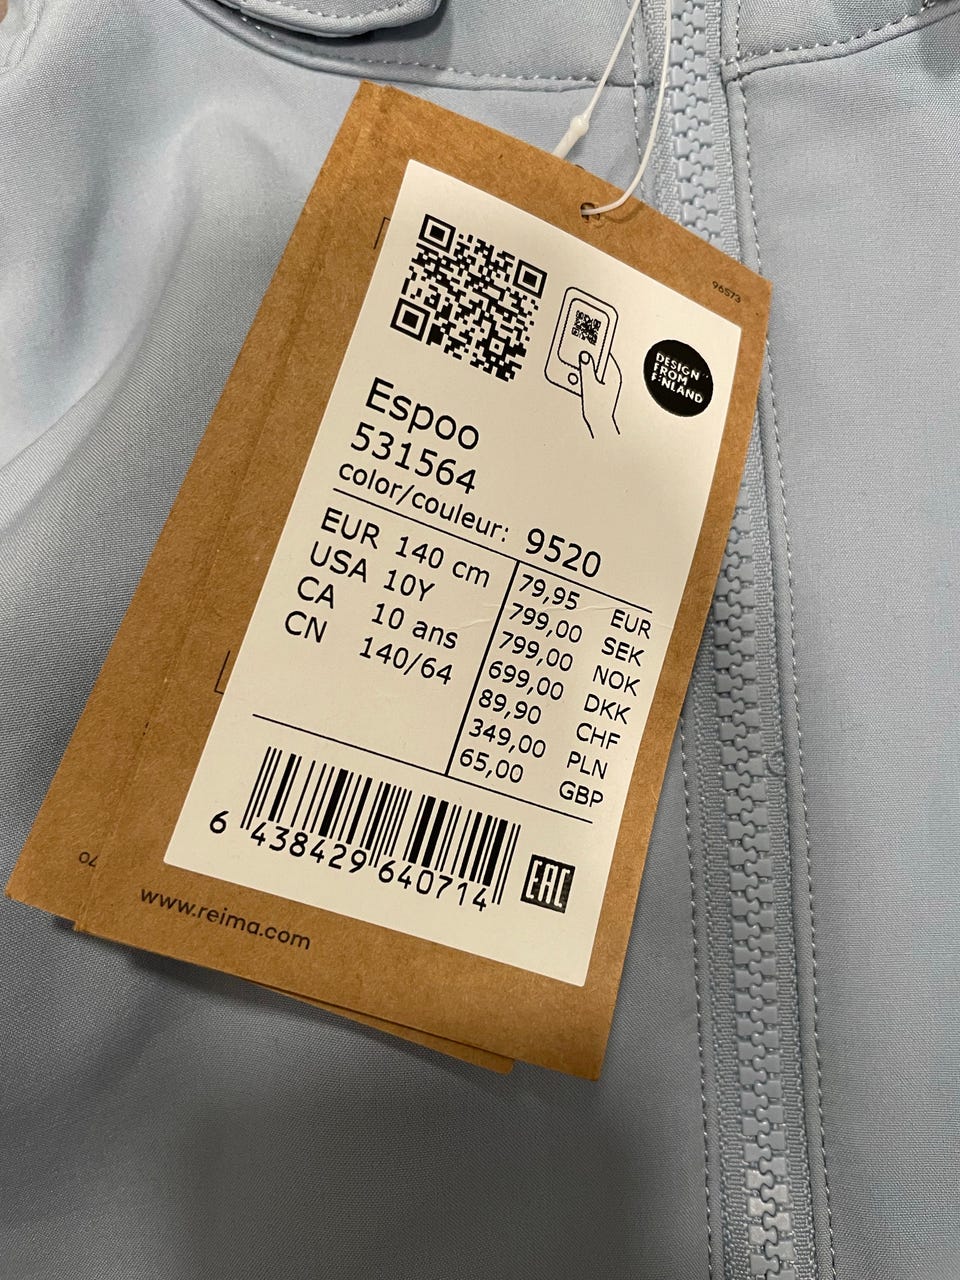 96573
DESIGN
FROM
FINLAND
Espoo
531564
color/couleur: 9520
EUR 140 cm
USA 10Y
CA 10 ans
CN 140/64
79,95 EUR
799,00 SEK
799,00 NOK
699,00 DKK
89,90 CHF
349,00 PLN
65,00 GBP
6 438429 640714
EAC
04
www.reima.com